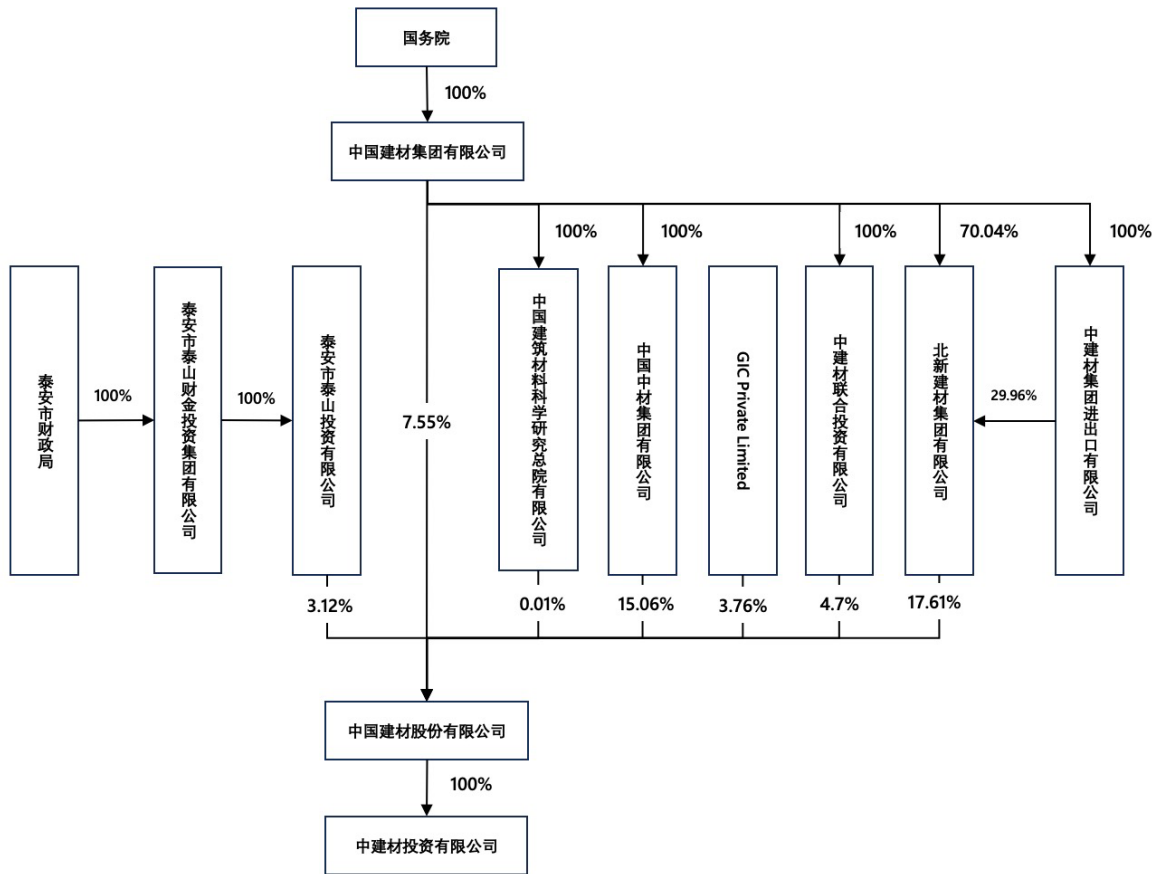 国务院
100%
中国建材集团有限公司
100%
100%
100%
70.04%
100%
泰安市财政局
100%
泰安市泰山财金投资集团有限公司
100%
泰安市泰山投资有限公司
7.55%
中国建筑材料科学研究总院有限公司
中国中材集团有限公司
GIC Private Limited
中建材联合投资有限公司
北新建材集团有限公司
29.96%
中建材集团进出口有限公司
3.12%
0.01%
15.06%
3.76%
4.7%
17.61%
中国建材股份有限公司
100%
中建材投资有限公司